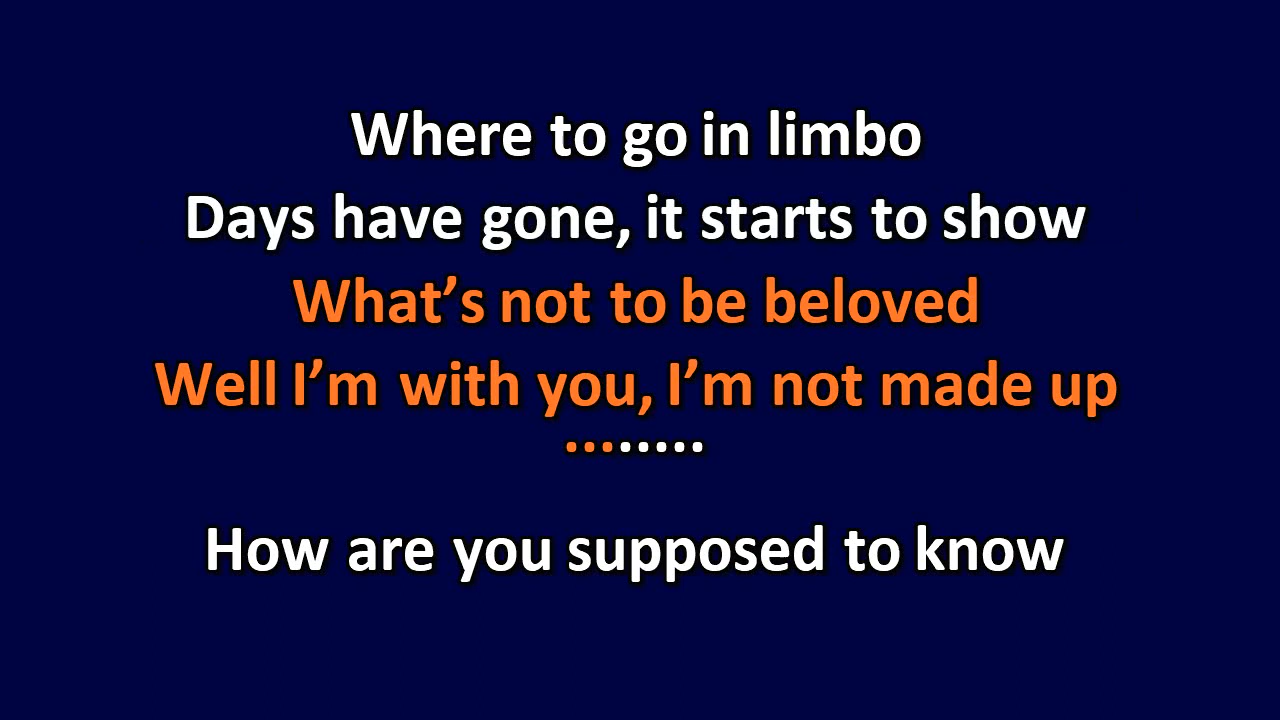 Where to go in limbo
Days have gone, it starts to show
What’s not to be beloved
Well I’m with you, I’m not made up
........
How are you supposed to know